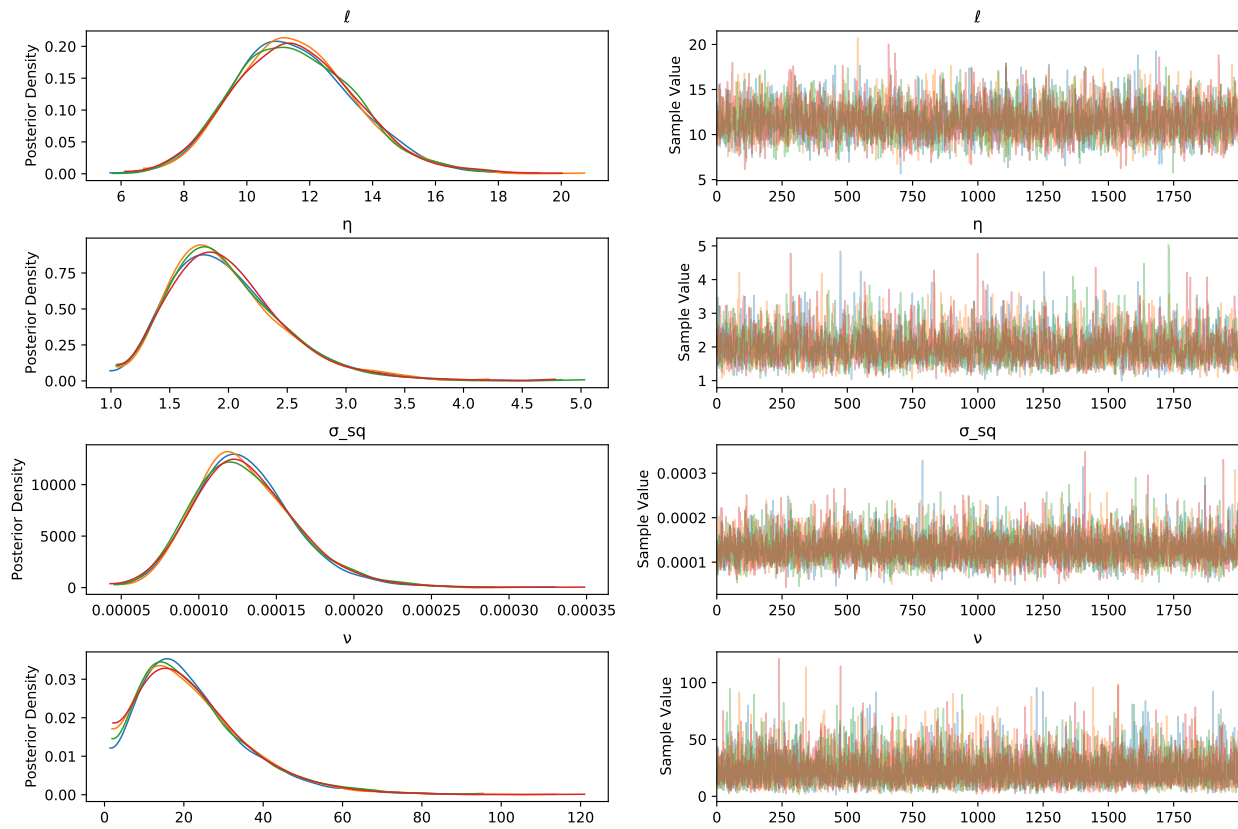 ℓ
Posterior Density
0.20
0.15
0.10
0.05
0.00
6 8 10 12 14 16 18 20
ℓ
Sample Value
20
15
10
5
0 250 500 750 1000 1250 1500 1750
η
Posterior Density
0.75
0.50
0.25
0.00
1.0 1.5 2.0 2.5 3.0 3.5 4.0 4.5 5.0
η
Sample Value
5
4
3
2
1
0 250 500 750 1000 1250 1500 1750
σ_sq
Posterior Density
10000
5000
0
0.00005 0.00010 0.00015 0.00020 0.00025 0.00030 0.00035
σ_sq
Sample Value
0.0003
0.0002
0.0001
0 250 500 750 1000 1250 1500 1750
ν
Posterior Density
0.03
0.02
0.01
0.00
0 20 40 60 80 100 120
ν
Sample Value
100
50
0
0 250 500 750 1000 1250 1500 1750